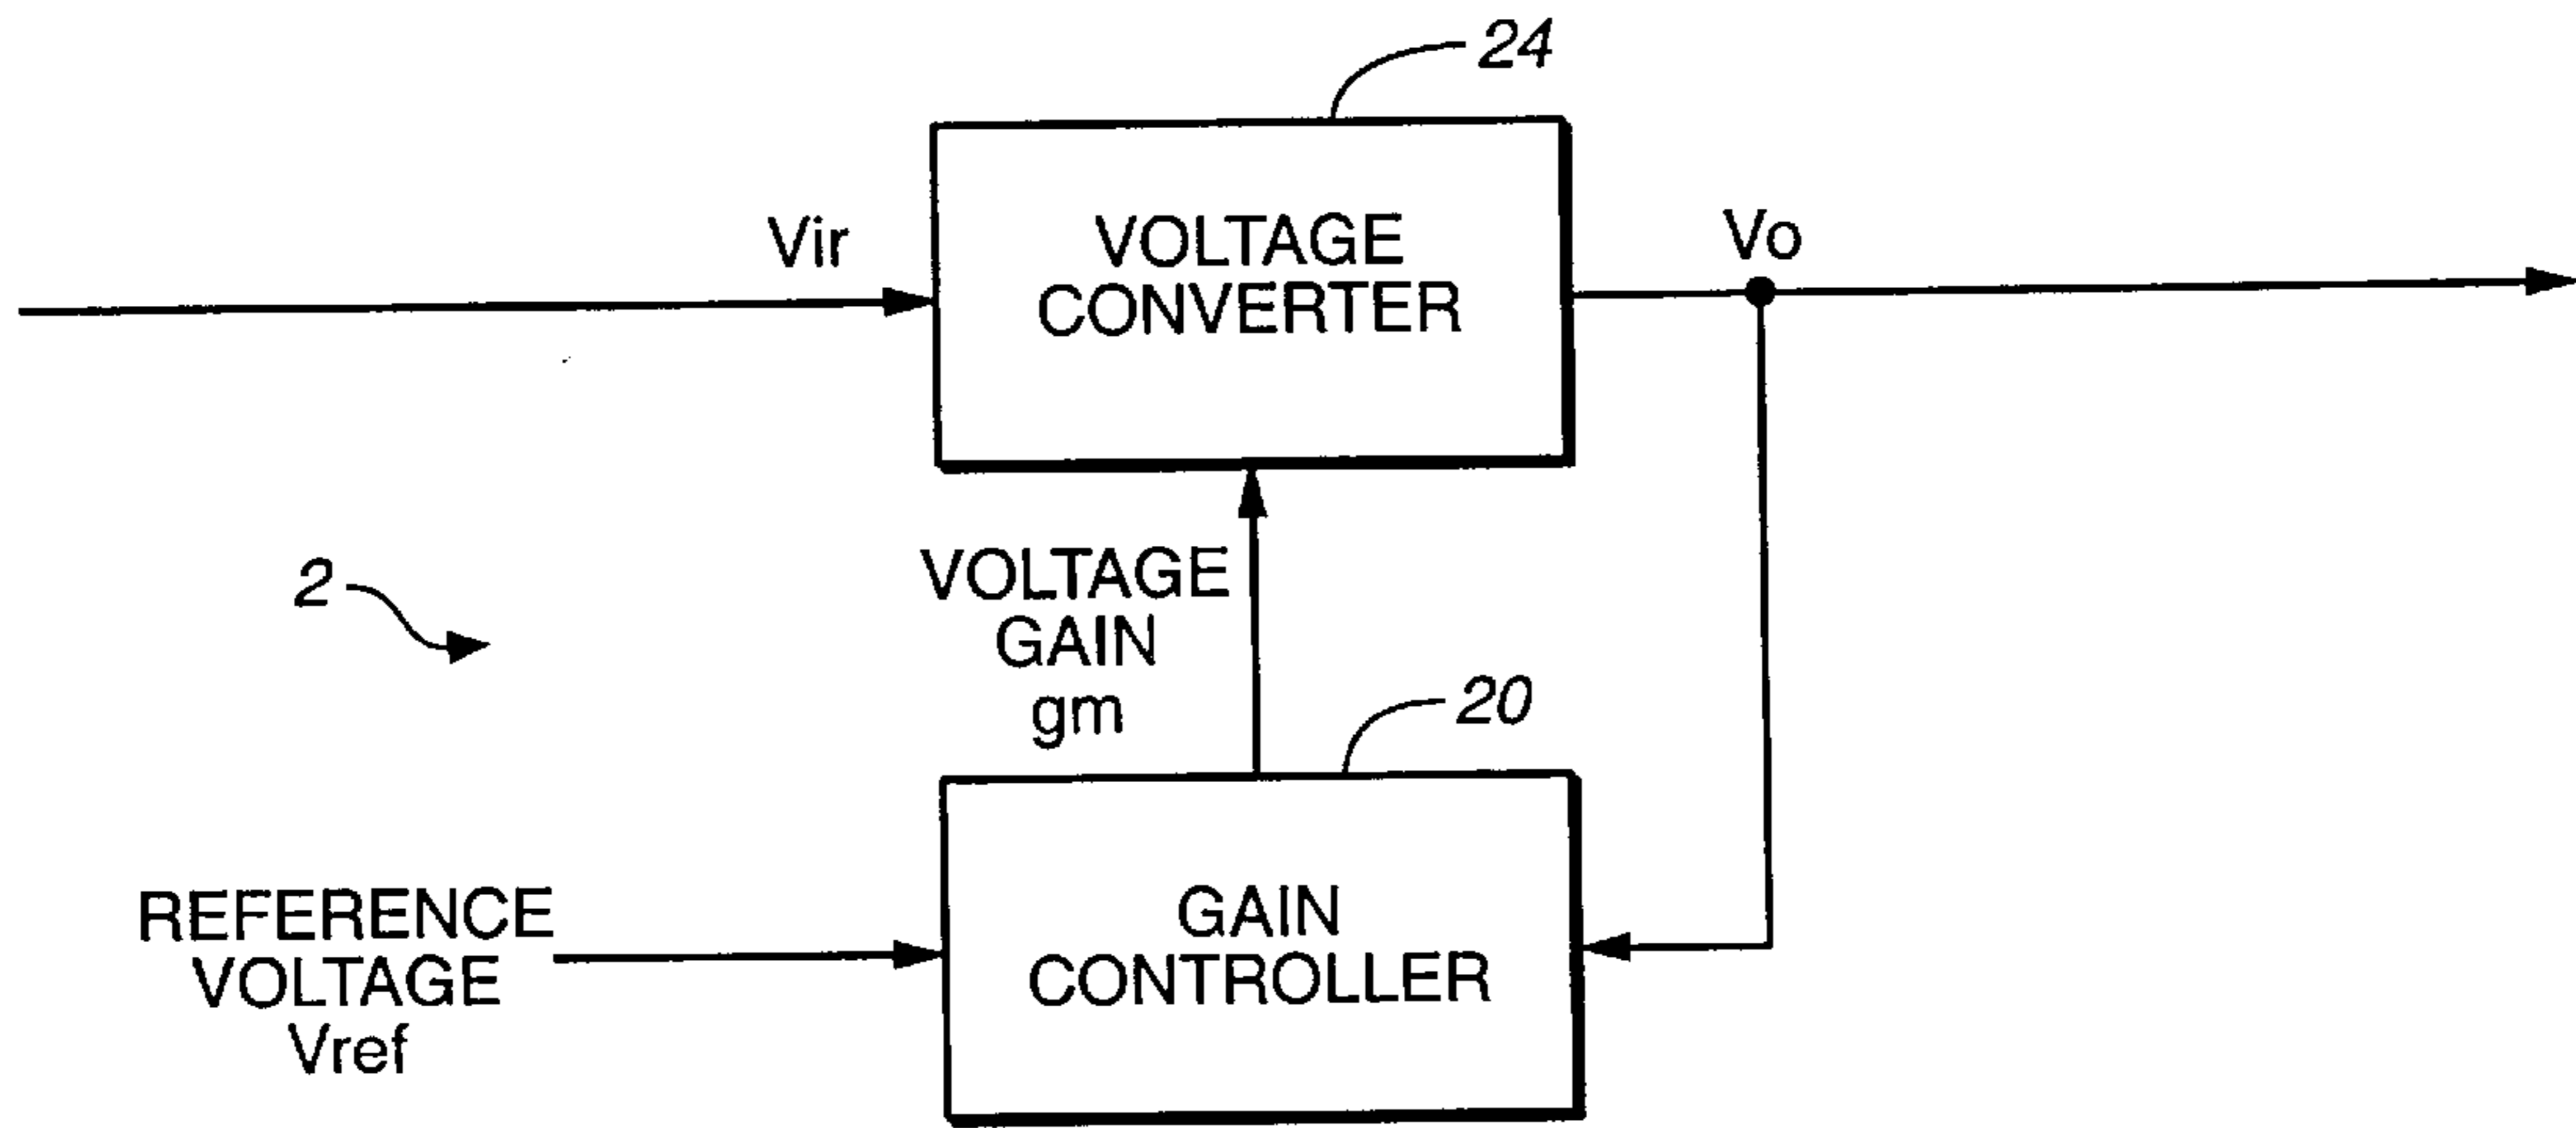 24
Vir
VOLTAGE
CONVERTER
Vo
2
VOLTAGE
GAIN
gm
20
REFERENCE
VOLTAGE
Vref
GAIN
CONTROLLER